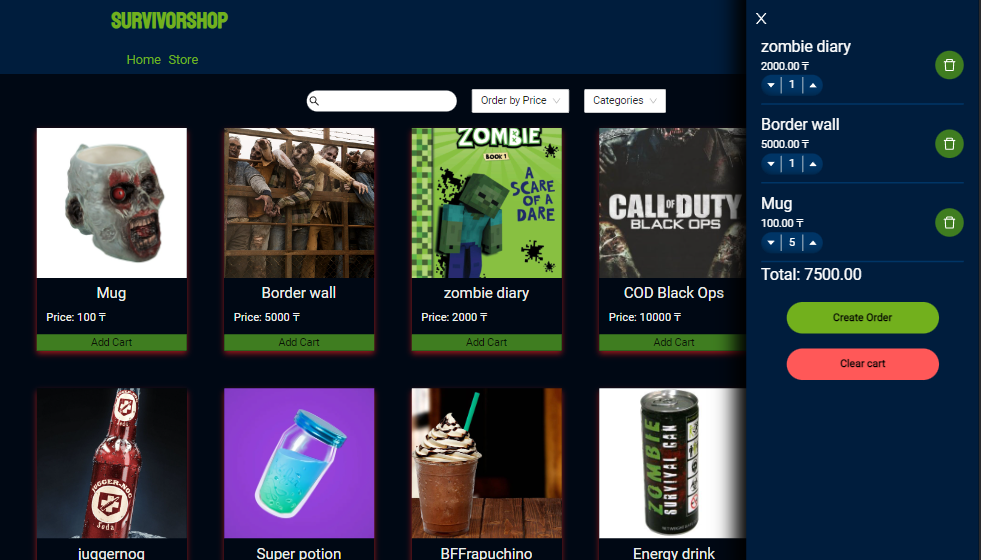 SURVIVORSHOP
Home Store
Order by Price
Categories
ZOMBIE
BOOK 1
A
SCARE
OF A
DARE
CALL OF DUTY
BLACK OPS
Mug
Border wall
zombie diary
COD Black Ops
Price: 100 ₸
Price: 5000 ₸
Price: 2000 ₸
Price: 10000 ₸
Add Cart
Add Cart
Add Cart
Add Cart
JUGGER-NOG
Soda
ZOMBIE
SURVIVAL CAN
juggernog
Super potion
BFFrapuchino
Energy drink
X
zombie diary
2000.00 ₸
1
Border wall
5000.00 ₸
1
Mug
100.00 ₸
5
Total: 7500.00
Create Order
Clear cart